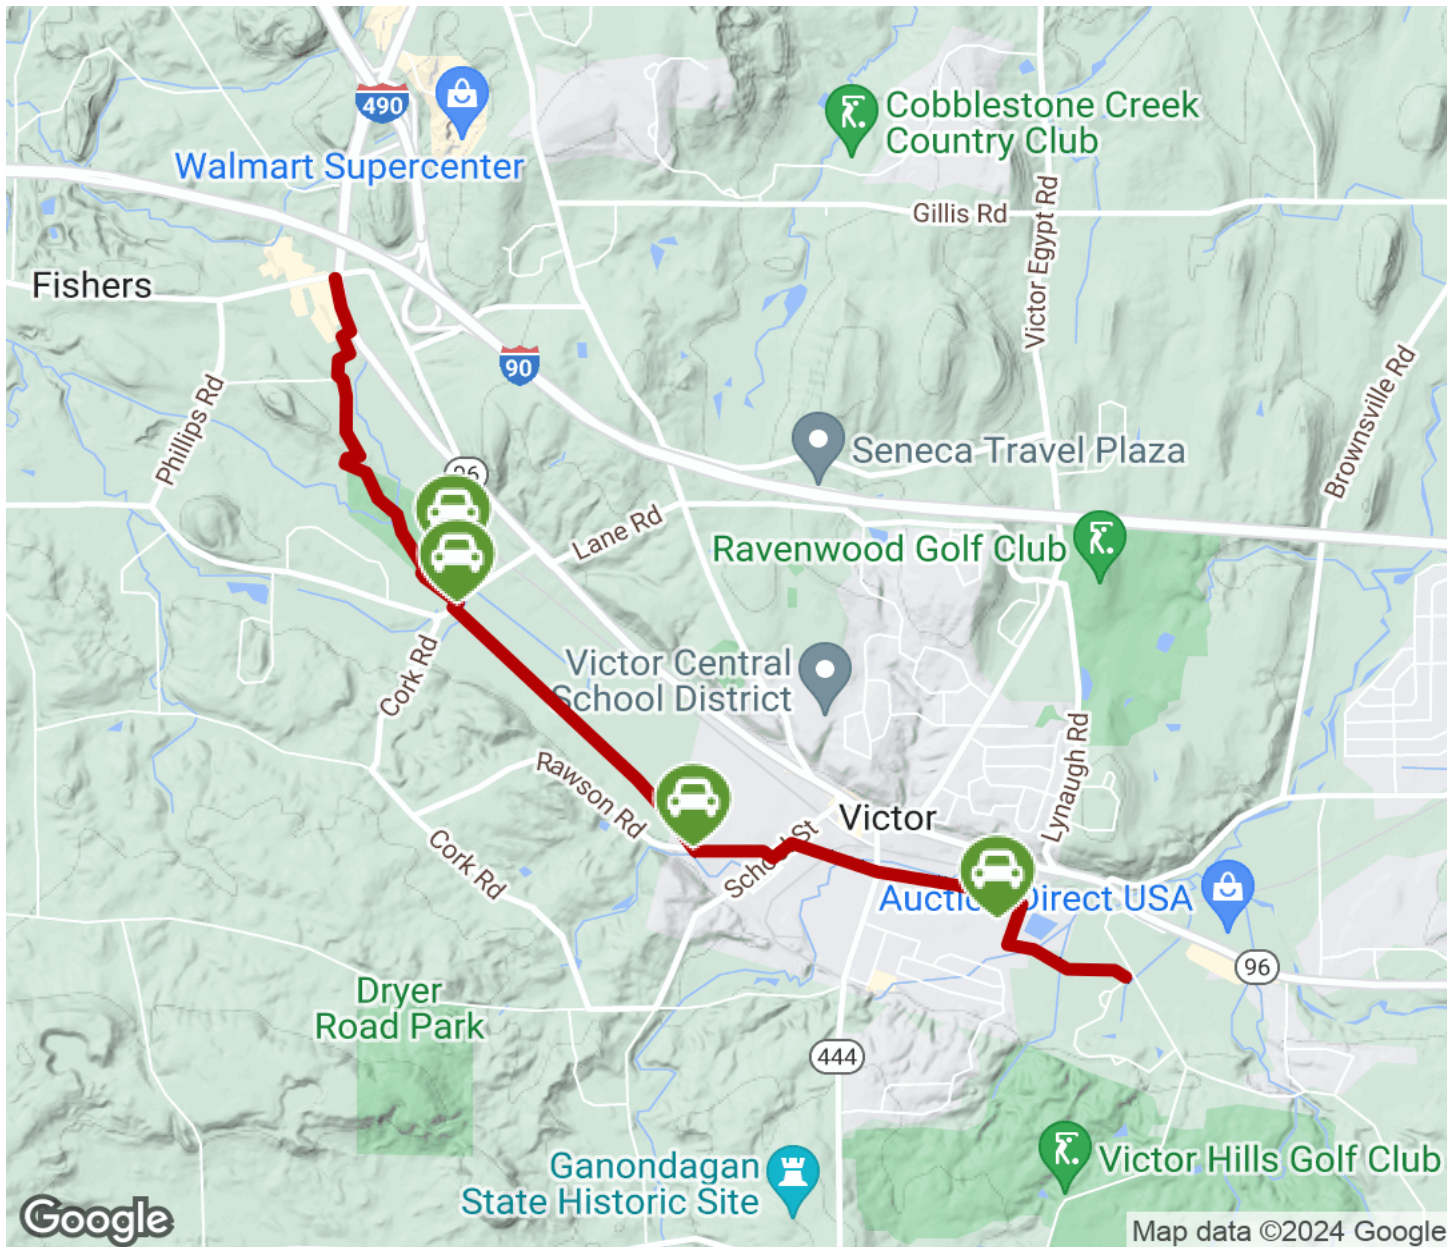 490
Walmart Supercenter
Cobblestone Creek
Country Club
Gillis Rd
Victor Egypt Rd
Fishers
90
Phillips Rd
Brownsville Rd
96
Seneca Travel Plaza
Lane Rd
Ravenwood Golf Club
Cork Rd
Victor Central
School District
Lynaugh Rd
Rawson Rd
Victor
School St
Cork Rd
Auction Direct USA
96
Dryer
Road Park
444
Ganondagan
State Historic Site
Victor Hills Golf Club
Google
Map data ©2024 Google